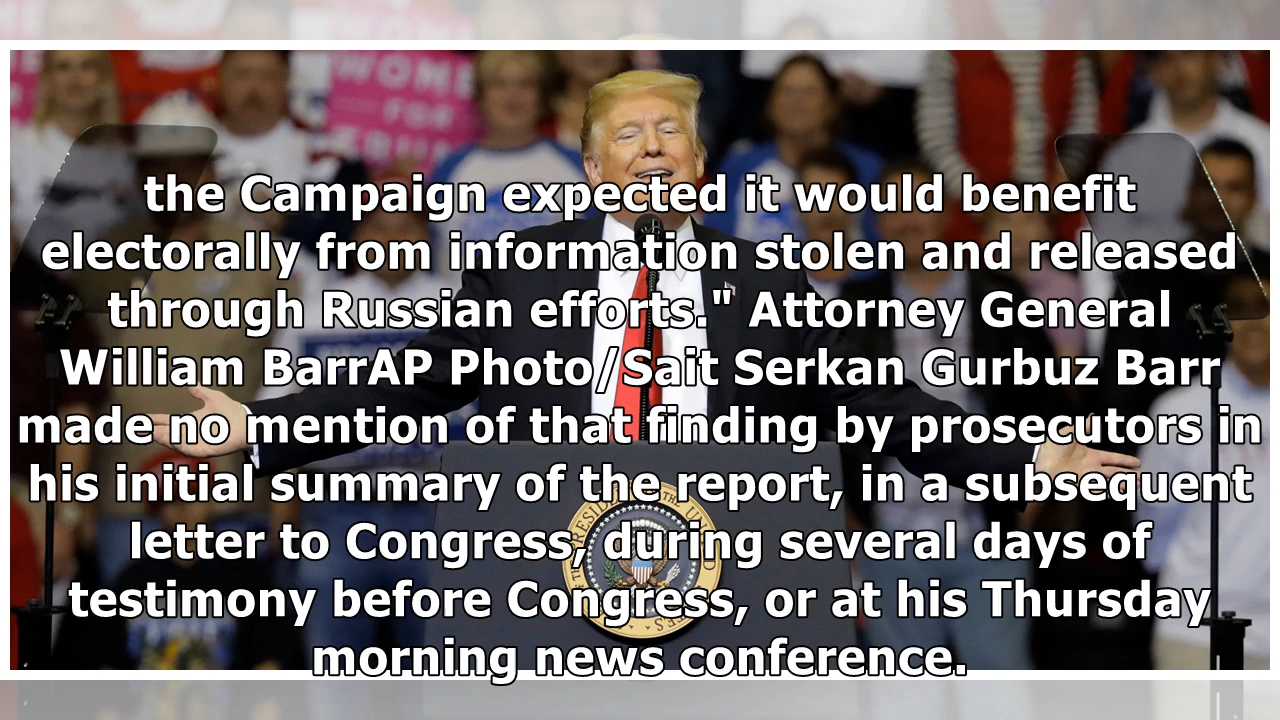 WOMEN
FOR
the Campaign expected it would benefit
electorally from information stolen and released
through Russian efforts." Attorney General
William BarrAP Photo/Sait Serkan Gurbuz Barr
made no mention of that finding by prosecutors in
his initial summary of the report, in a subsequent
letter to Congress, during several days of
testimony before Congress, or at his Thursday
morning news conference.